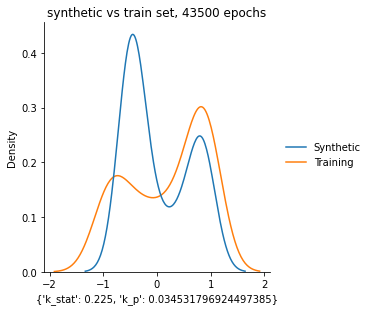 synthetic vs train set, 43500 epochs
0.4
0.3
0.2
0.1
0.0
Density
−2
−1
0
1
2
{'k_stat': 0.225, 'k_p': 0.034531796924497385}
Synthetic
Training